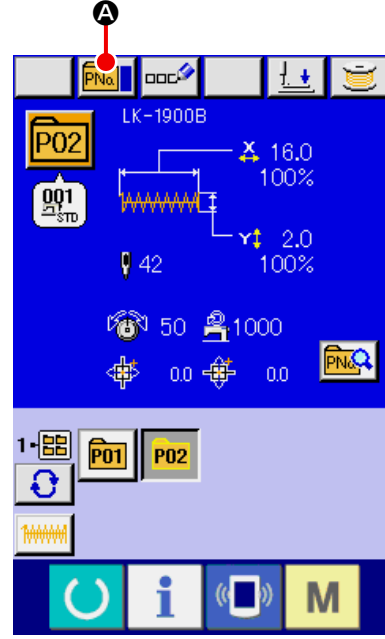 A
PNo.
LK-1900B
P02
X 16.0
100%
001
STD
Y 2.0
42 100%
50 1000
0.0 0.0
PNo.
1-
P01 P02
i M